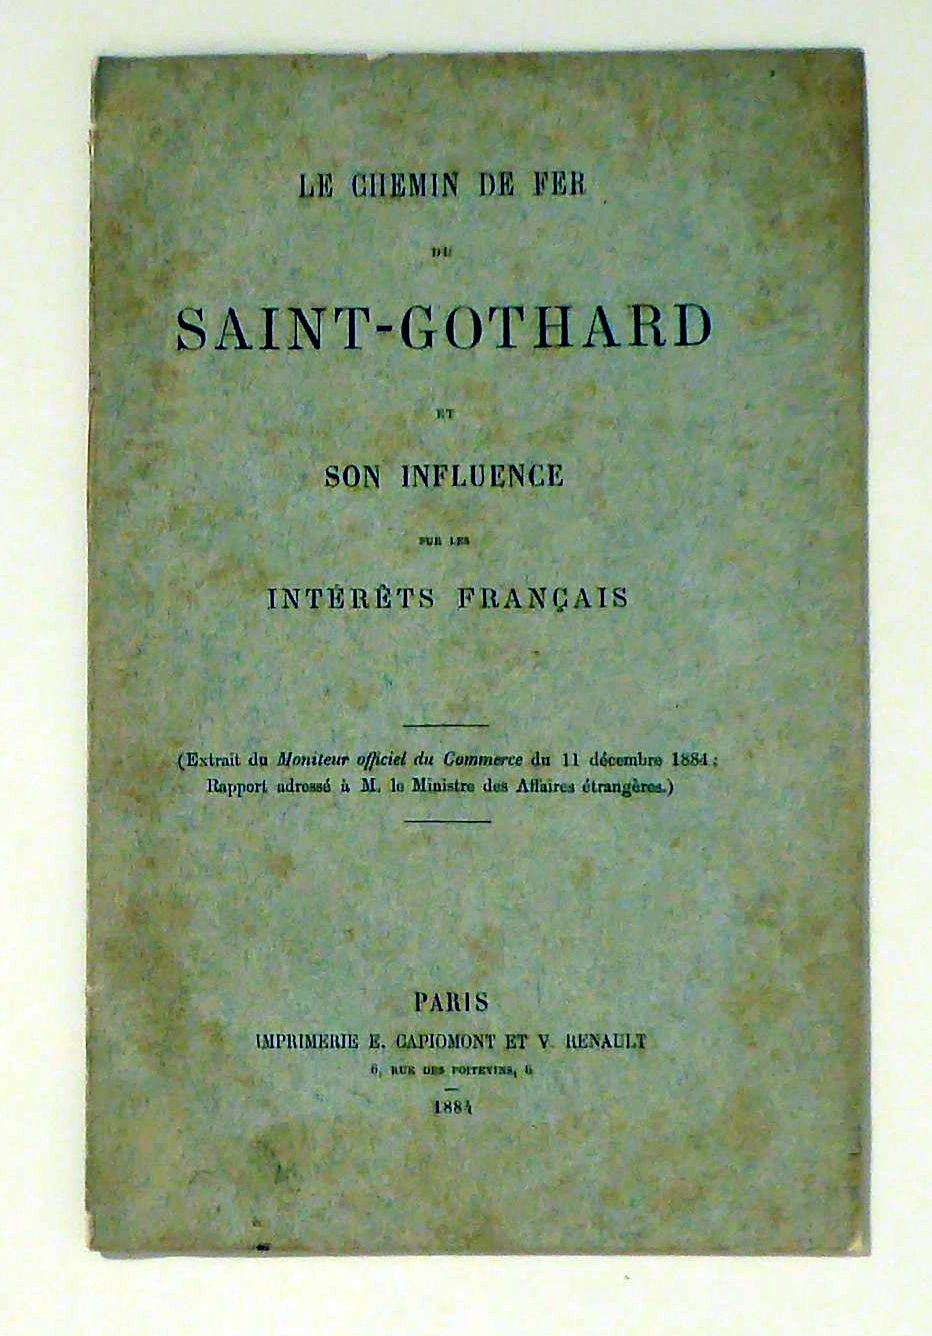 LE CHEMIN DE FER
DU
SAINT-GOTHARD
ET
SON INFLUENCE
SUR LES
INTÉRÊTS FRANÇAIS
(Extrait du Moniteur officiel du Commerce du 11 décembre 1884 ;
Rapport adressé à M. le Ministre des Affaires étrangères.)
PARIS
IMPRIMERIE E. CAPIOMONT ET V. RENAULT
6, RUE DES POITEVINS, 6
1884